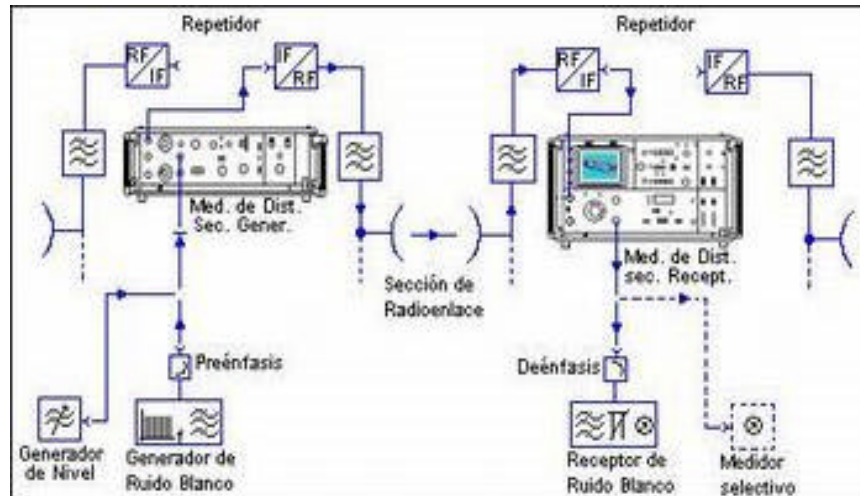 Repetidor
Repetidor
RF
IF
IF
RF
RF
IF
IF
RF
Med. de Dist.
Sec. Gener.
Med. de Dist.
sec. Recept.
Sección de
Radioenlace
Preénfasis
Deénfasis
Generador
de Nivel
Generador de
Ruido Blanco
Receptor de
Ruido Blanco
Medidor
selectivo